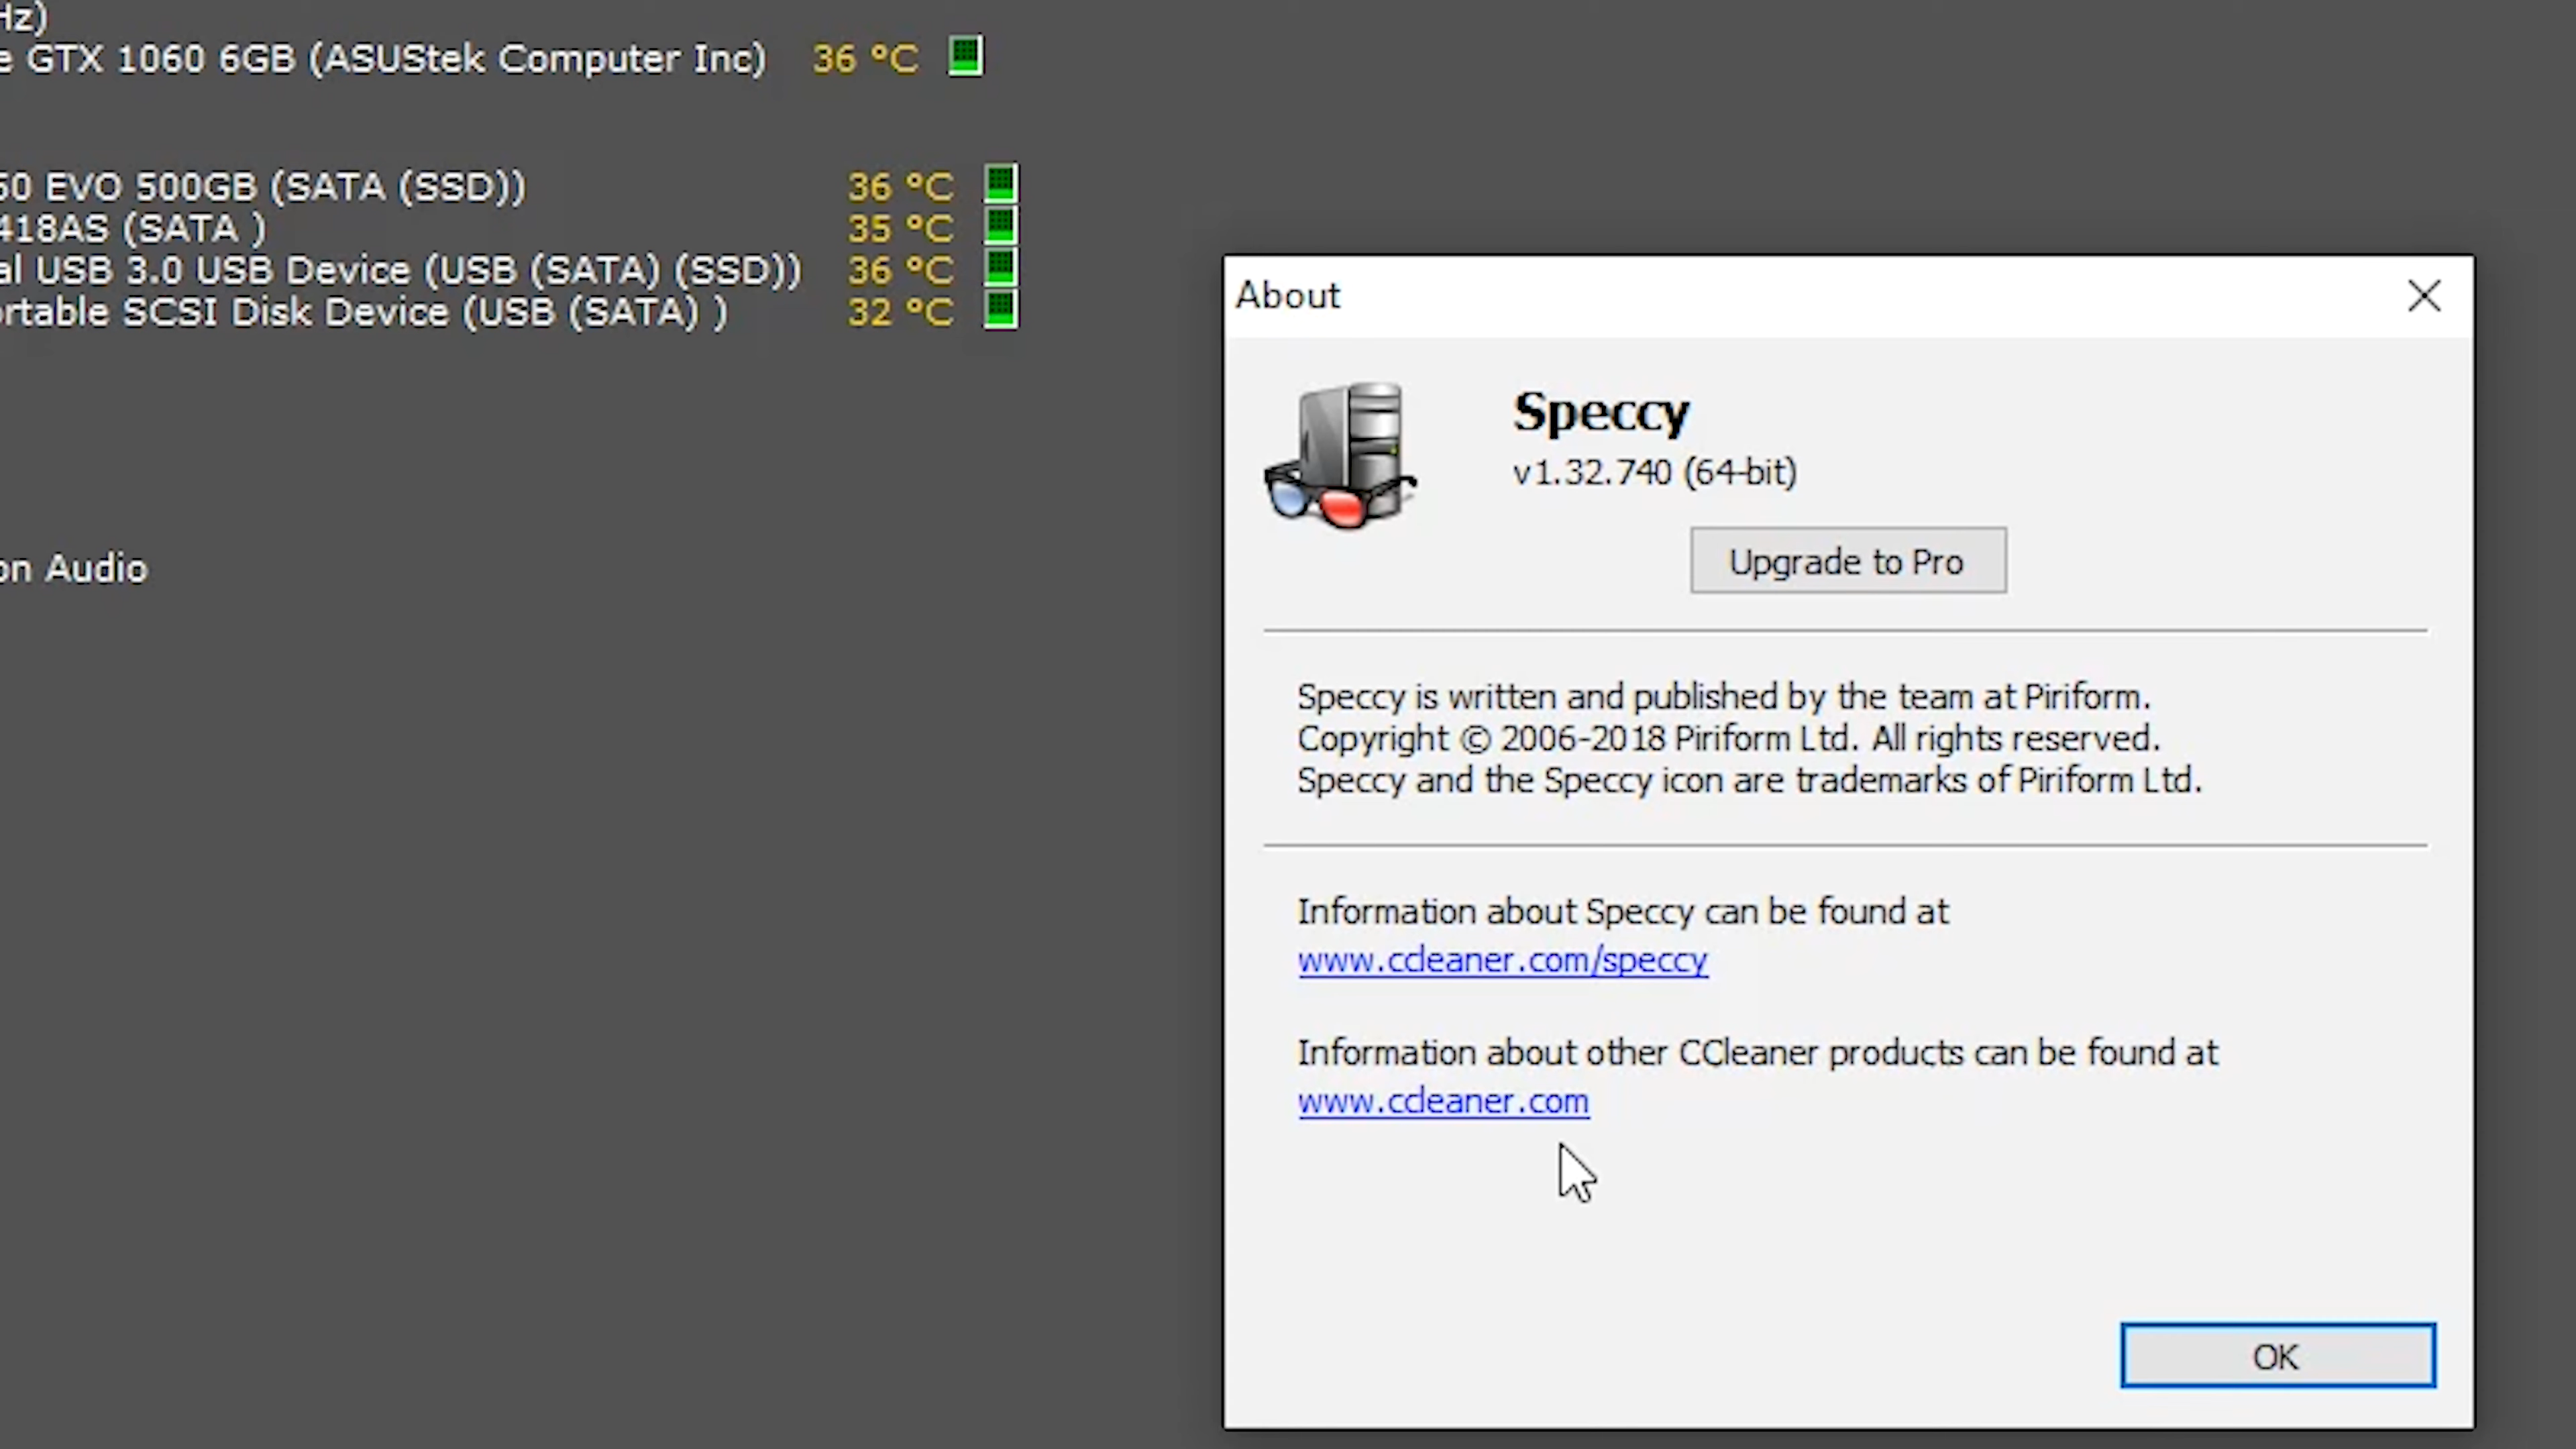 Hz)
e GTX 1060 6GB (ASUStek Computer Inc) 36 °C
50 EVO 500GB (SATA (SSD)) 36 °C
418AS (SATA ) 35 °C
al USB 3.0 USB Device (USB (SATA) (SSD)) 36 °C
ortable SCSI Disk Device (USB (SATA) ) 32 °C
on Audio
About
Speccy
v1.32.740 (64-bit)
Upgrade to Pro
Speccy is written and published by the team at Piriform.
Copyright © 2006-2018 Piriform Ltd. All rights reserved.
Speccy and the Speccy icon are trademarks of Piriform Ltd.
Information about Speccy can be found at
www.ccleaner.com/speccy
Information about other CCleaner products can be found at
www.ccleaner.com
OK